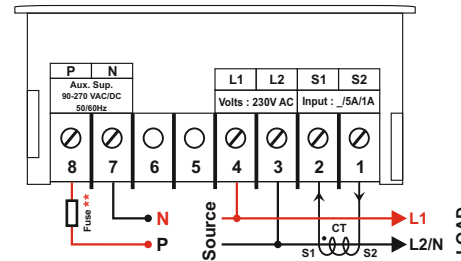 P N
Aux. Sup.
90-270 VAC/DC
50/60Hz
L1 L2 S1 S2
Volts : 230V AC Input : _/5A/1A
8 7 6 5 4 3 2 1
Fuse **
N
P
Source
L1
CT
S1 S2
L2/N
LOAD